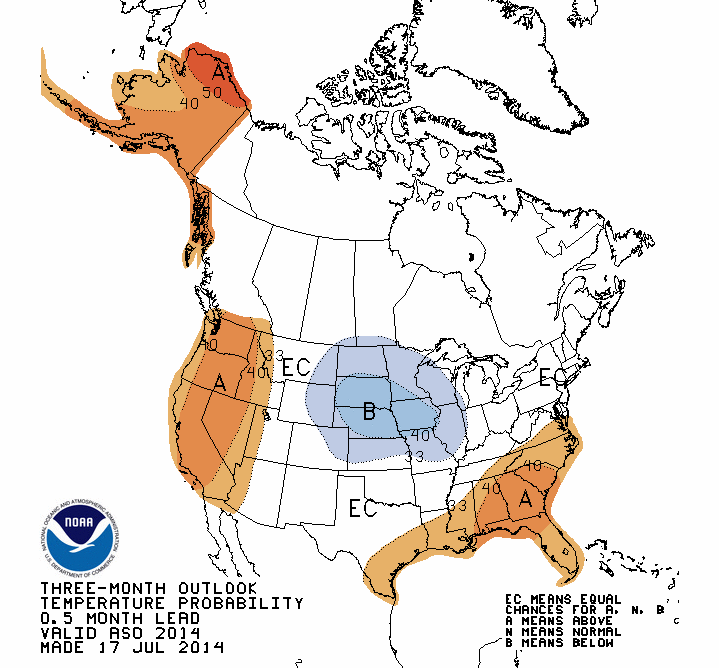 A
50
40
40
33
40
EC
A
EC
B
40
33
40
40
33
A
EC
NATIONAL OCEANIC AND ATMOSPHERIC ADMINISTRATION
NOAA
U.S. DEPARTMENT OF COMMERCE
THREE-MONTH OUTLOOK
TEMPERATURE PROBABILITY
0.5 MONTH LEAD
VALID ASO 2014
MADE 17 JUL 2014
EC MEANS EQUAL
CHANCES FOR A, N, B
A MEANS ABOVE
N MEANS NORMAL
B MEANS BELOW